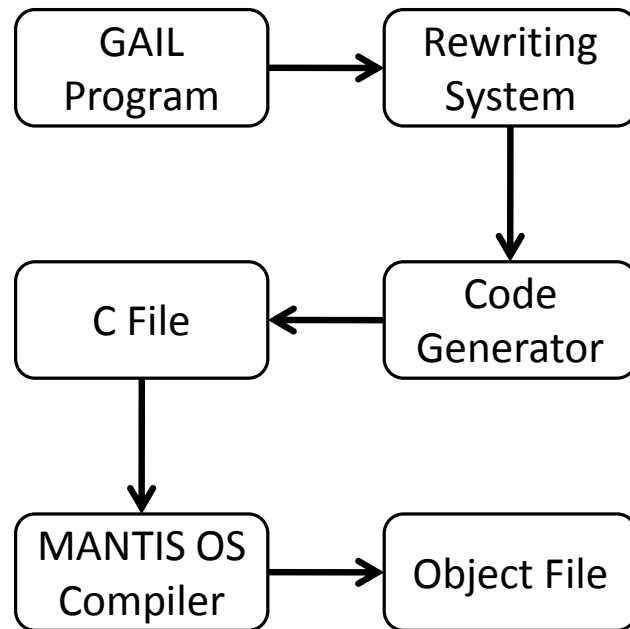 GAIL
Program
Rewriting
System
Code
Generator
C File
MANTIS OS
Compiler
Object File